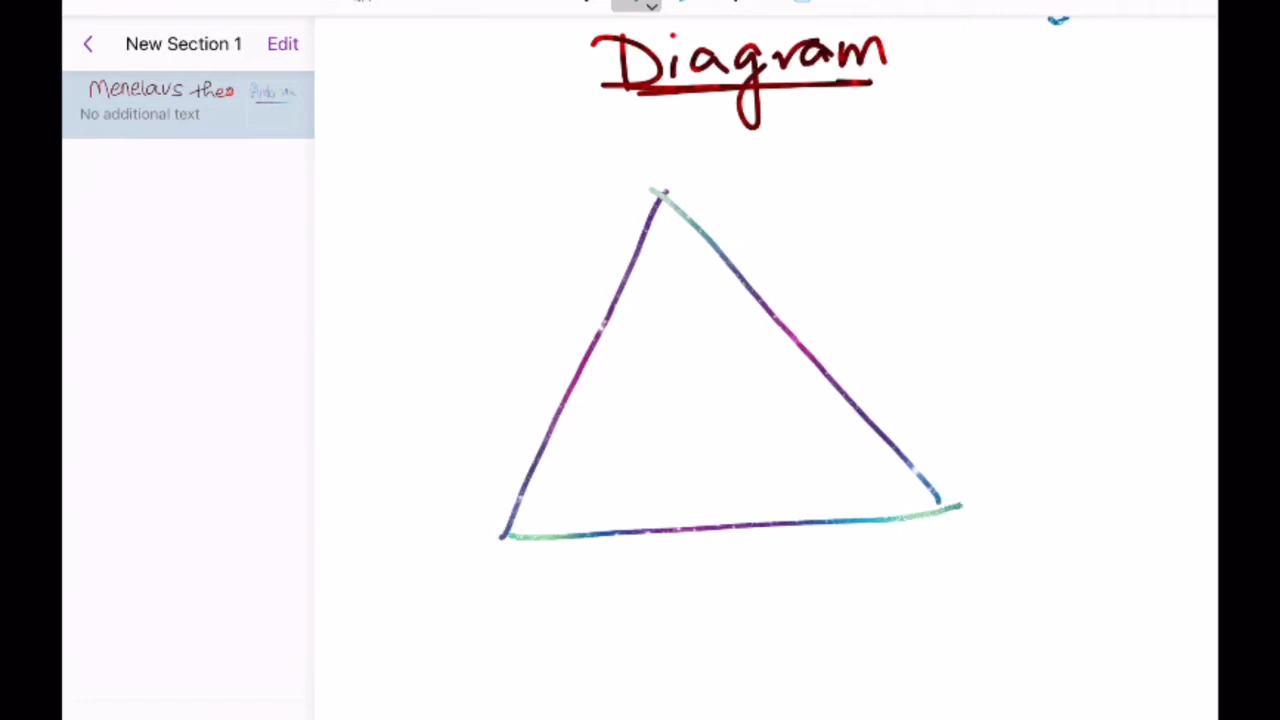 New Section 1 Edit
Menelaus theo
No additional text
Diagram